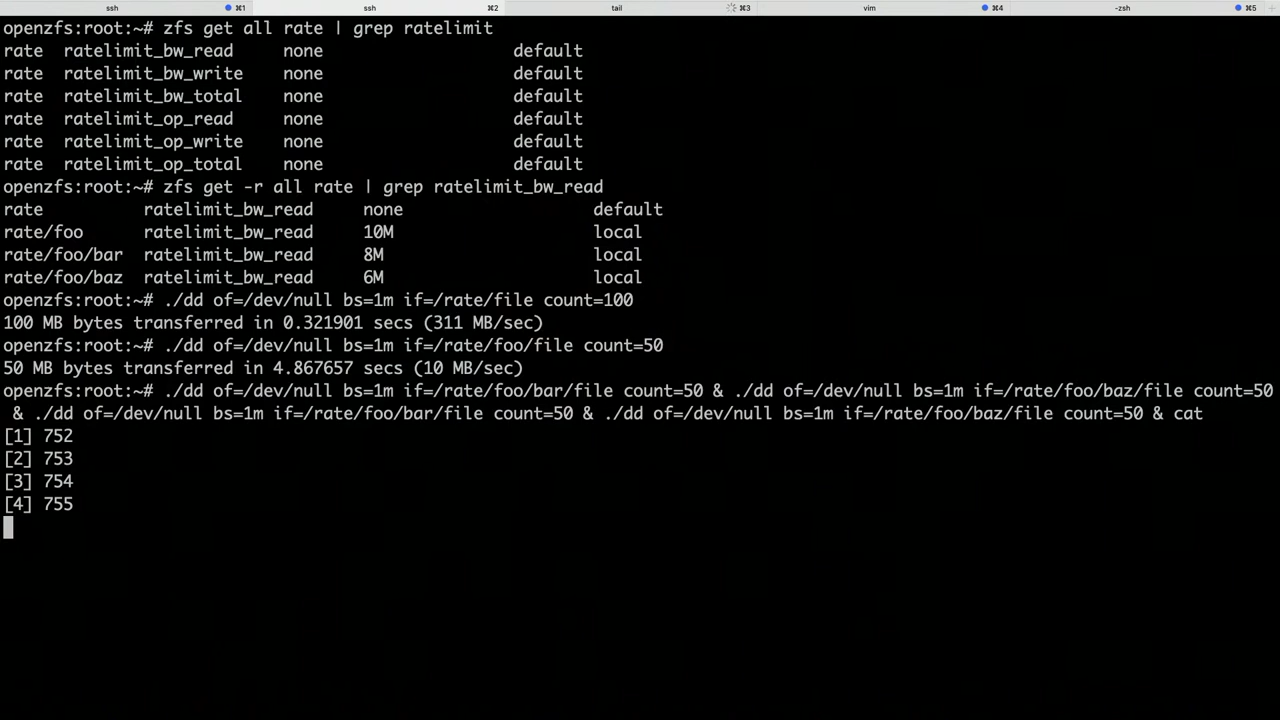 ssh ⌘1 ssh ⌘2 tail ⌘3 vim ⌘4 -zsh ⌘5
openzfs:root:~# zfs get all rate | grep ratelimit
rate  ratelimit_bw_read     none                   default
rate  ratelimit_bw_write    none                   default
rate  ratelimit_bw_total    none                   default
rate  ratelimit_op_read     none                   default
rate  ratelimit_op_write    none                   default
rate  ratelimit_op_total    none                   default
openzfs:root:~# zfs get -r all rate | grep ratelimit_bw_read
rate          ratelimit_bw_read     none                   default
rate/foo      ratelimit_bw_read     10M                    local
rate/foo/bar  ratelimit_bw_read     8M                     local
rate/foo/baz  ratelimit_bw_read     6M                     local
openzfs:root:~# ./dd of=/dev/null bs=1m if=/rate/file count=100
100 MB bytes transferred in 0.321901 secs (311 MB/sec)
openzfs:root:~# ./dd of=/dev/null bs=1m if=/rate/foo/file count=50
50 MB bytes transferred in 4.867657 secs (10 MB/sec)
openzfs:root:~# ./dd of=/dev/null bs=1m if=/rate/foo/bar/file count=50 & ./dd of=/dev/null bs=1m if=/rate/foo/baz/file count=50
 & ./dd of=/dev/null bs=1m if=/rate/foo/bar/file count=50 & ./dd of=/dev/null bs=1m if=/rate/foo/baz/file count=50 & cat
[1] 752
[2] 753
[3] 754
[4] 755